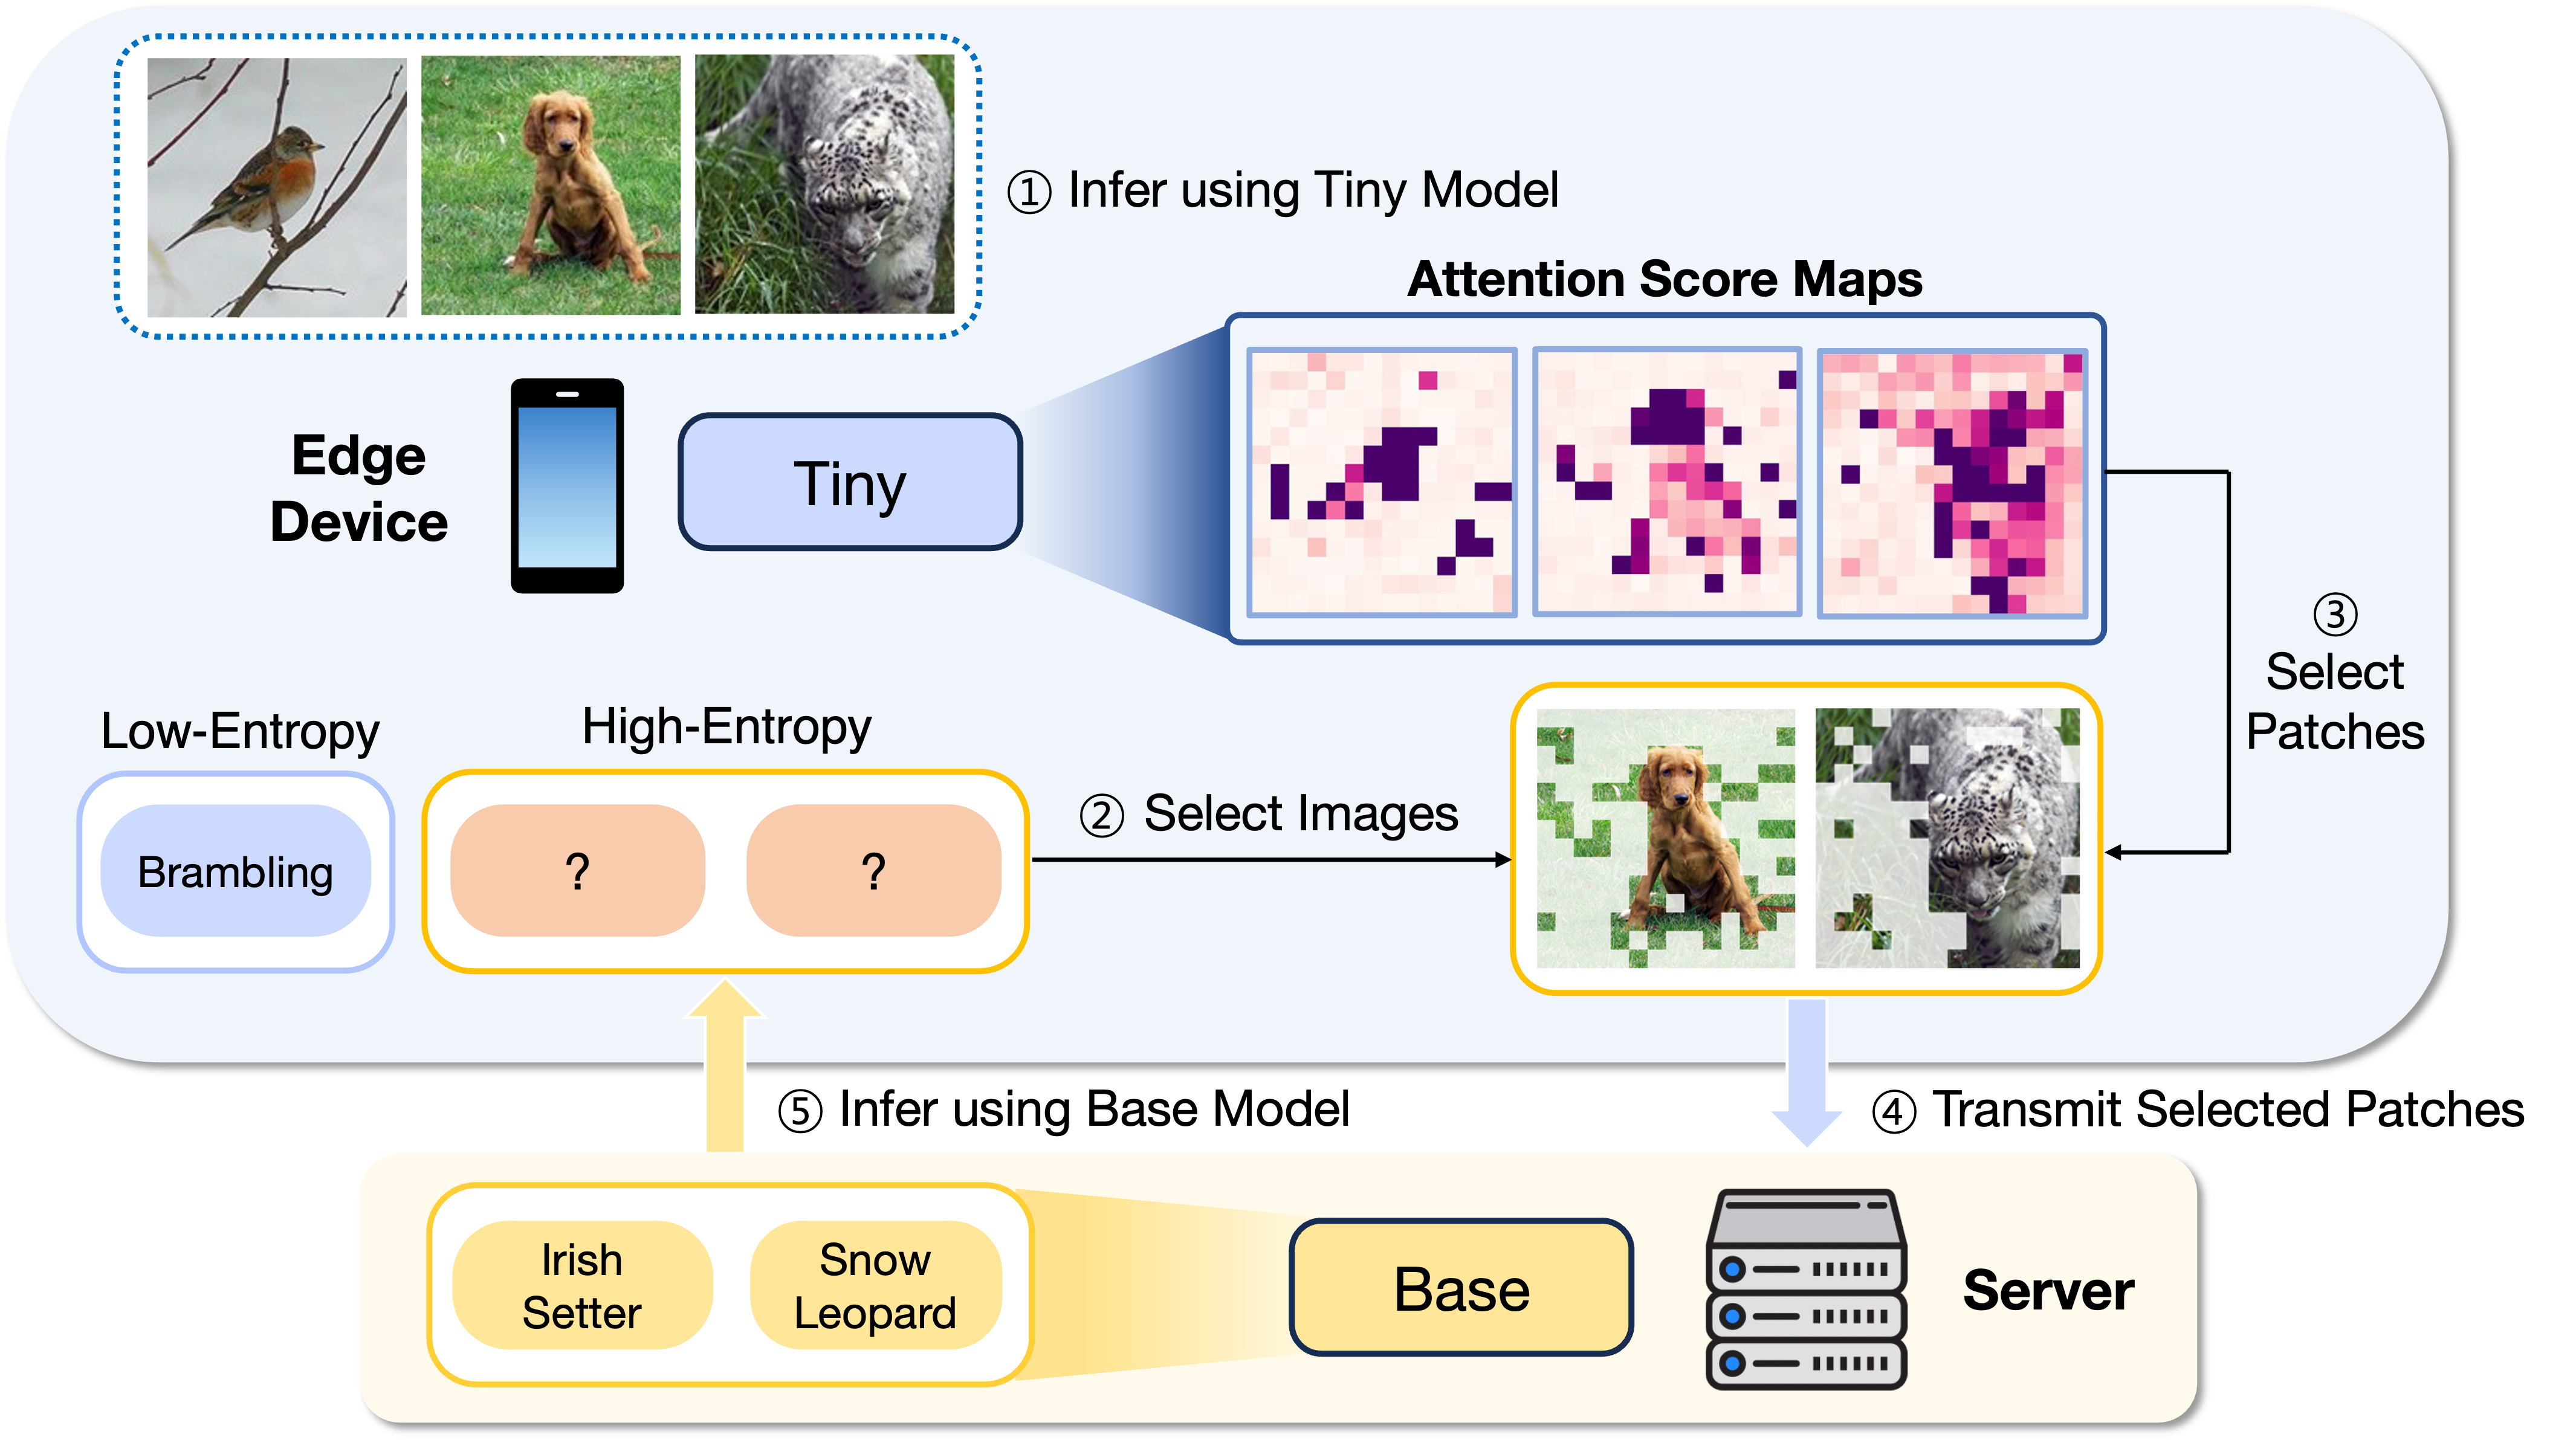 ① Infer using Tiny Model
Attention Score Maps
Edge
Device
Tiny
③
Select
Patches
Low-Entropy
High-Entropy
Brambling
?
?
② Select Images
⑤ Infer using Base Model
④ Transmit Selected Patches
Irish
Setter
Snow
Leopard
Base
Server